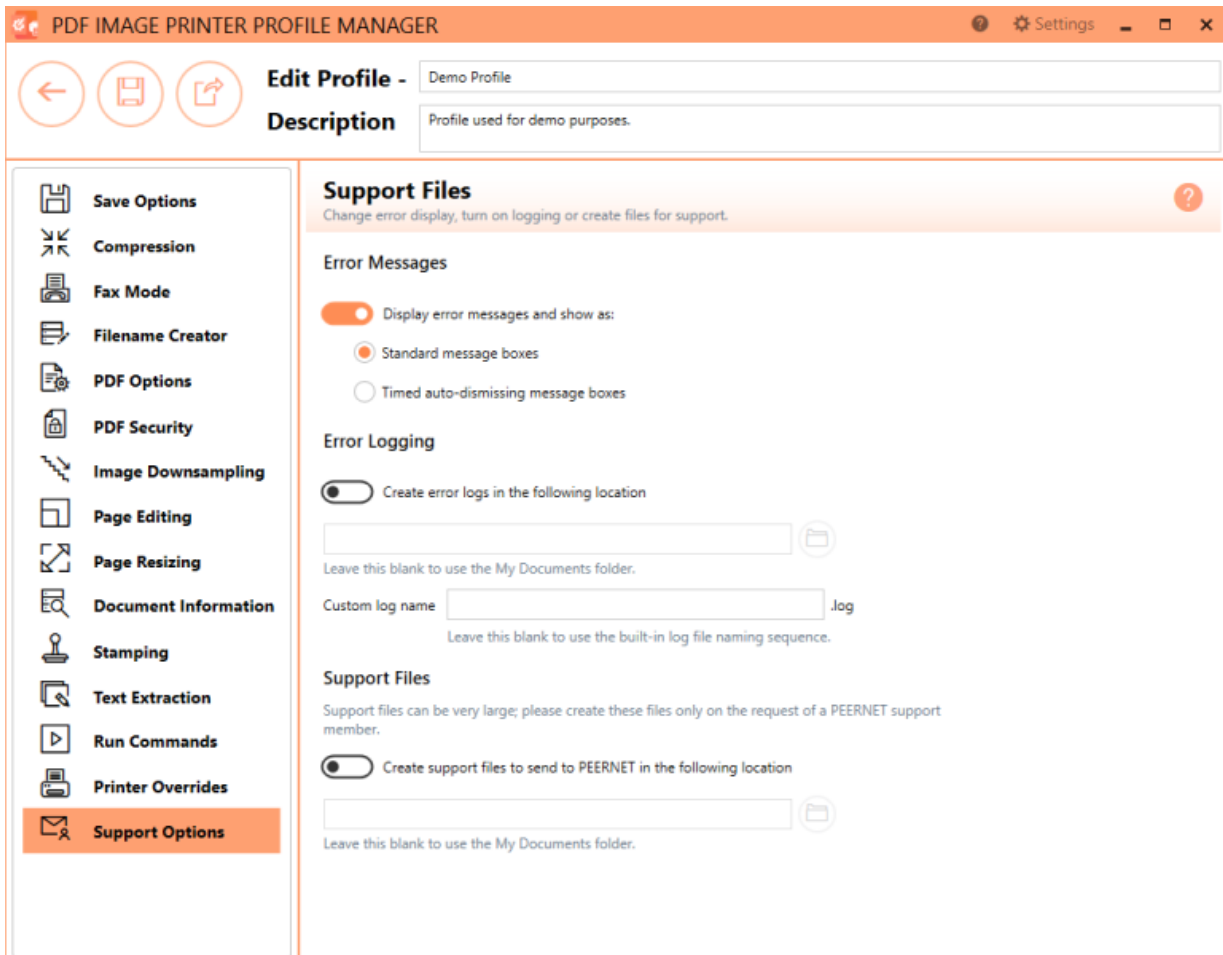 PDF IMAGE PRINTER PROFILE MANAGER
? Settings
Edit Profile - Demo Profile
Description Profile used for demo purposes.
Save Options
Compression
Fax Mode
Filename Creator
PDF Options
PDF Security
Image Downsampling
Page Editing
Page Resizing
Document Information
Stamping
Text Extraction
Run Commands
Printer Overrides
Support Options
Support Files
?
Change error display, turn on logging or create files for support.
Error Messages
Display error messages and show as:
Standard message boxes
Timed auto-dismissing message boxes
Error Logging
Create error logs in the following location
Leave this blank to use the My Documents folder.
Custom log name .log
Leave this blank to use the built-in log file naming sequence.
Support Files
Support files can be very large; please create these files only on the request of a PEERNET support
member.
Create support files to send to PEERNET in the following location
Leave this blank to use the My Documents folder.